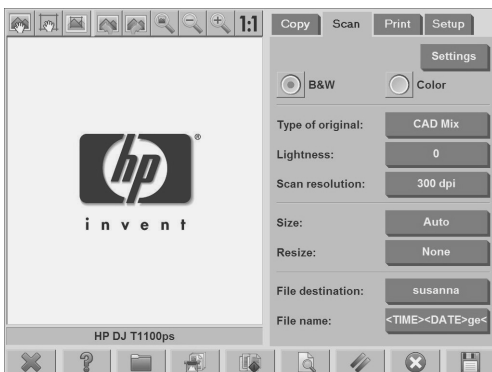 1:1
Copy Scan Print Setup
Settings
B&W Color
Type of original: CAD Mix
Lightness: 0
Scan resolution: 300 dpi
Size: Auto
Resize: None
File destination: susanna
File name: <TIME><DATE>ge<
hp®
invent
HP DJ T1100ps
?